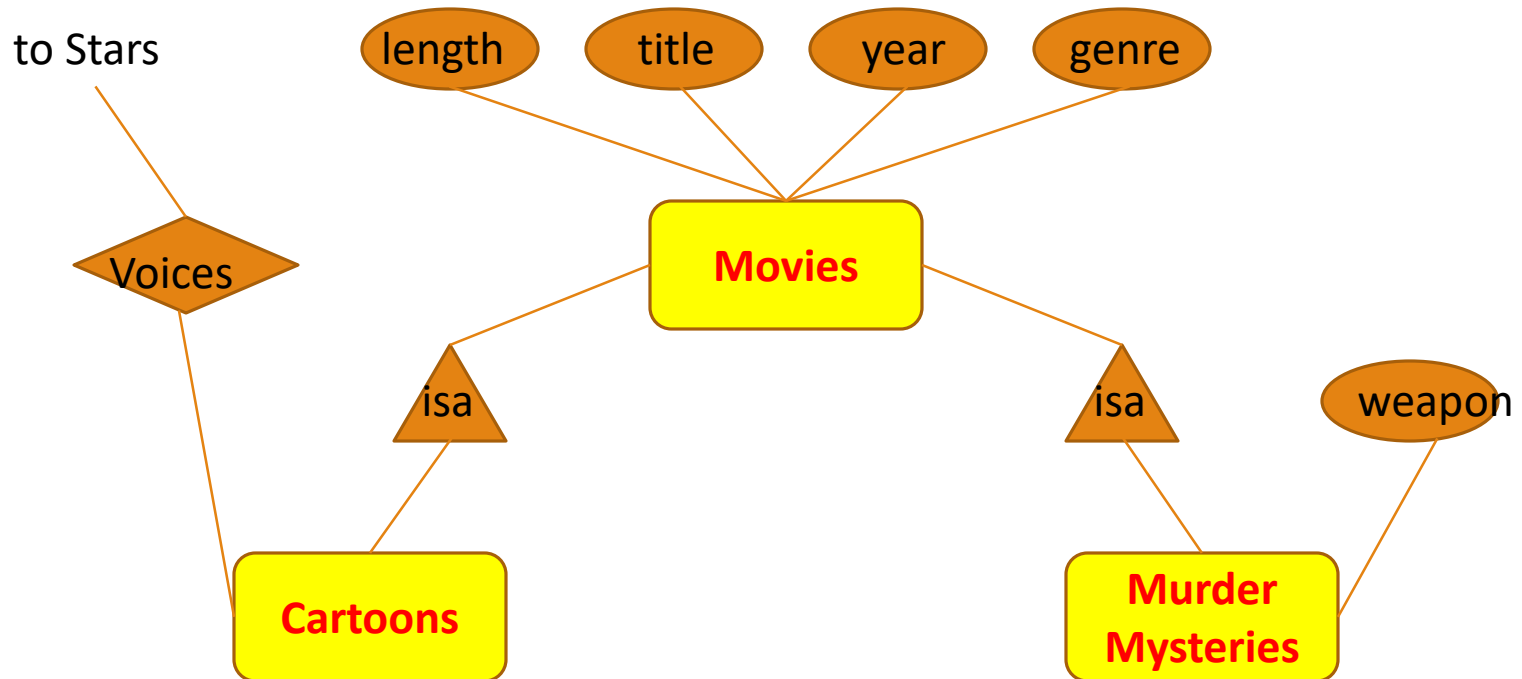 to Stars
length
title
year
genre
Voices
Movies
isa
isa
weapon
Cartoons
Murder
Mysteries